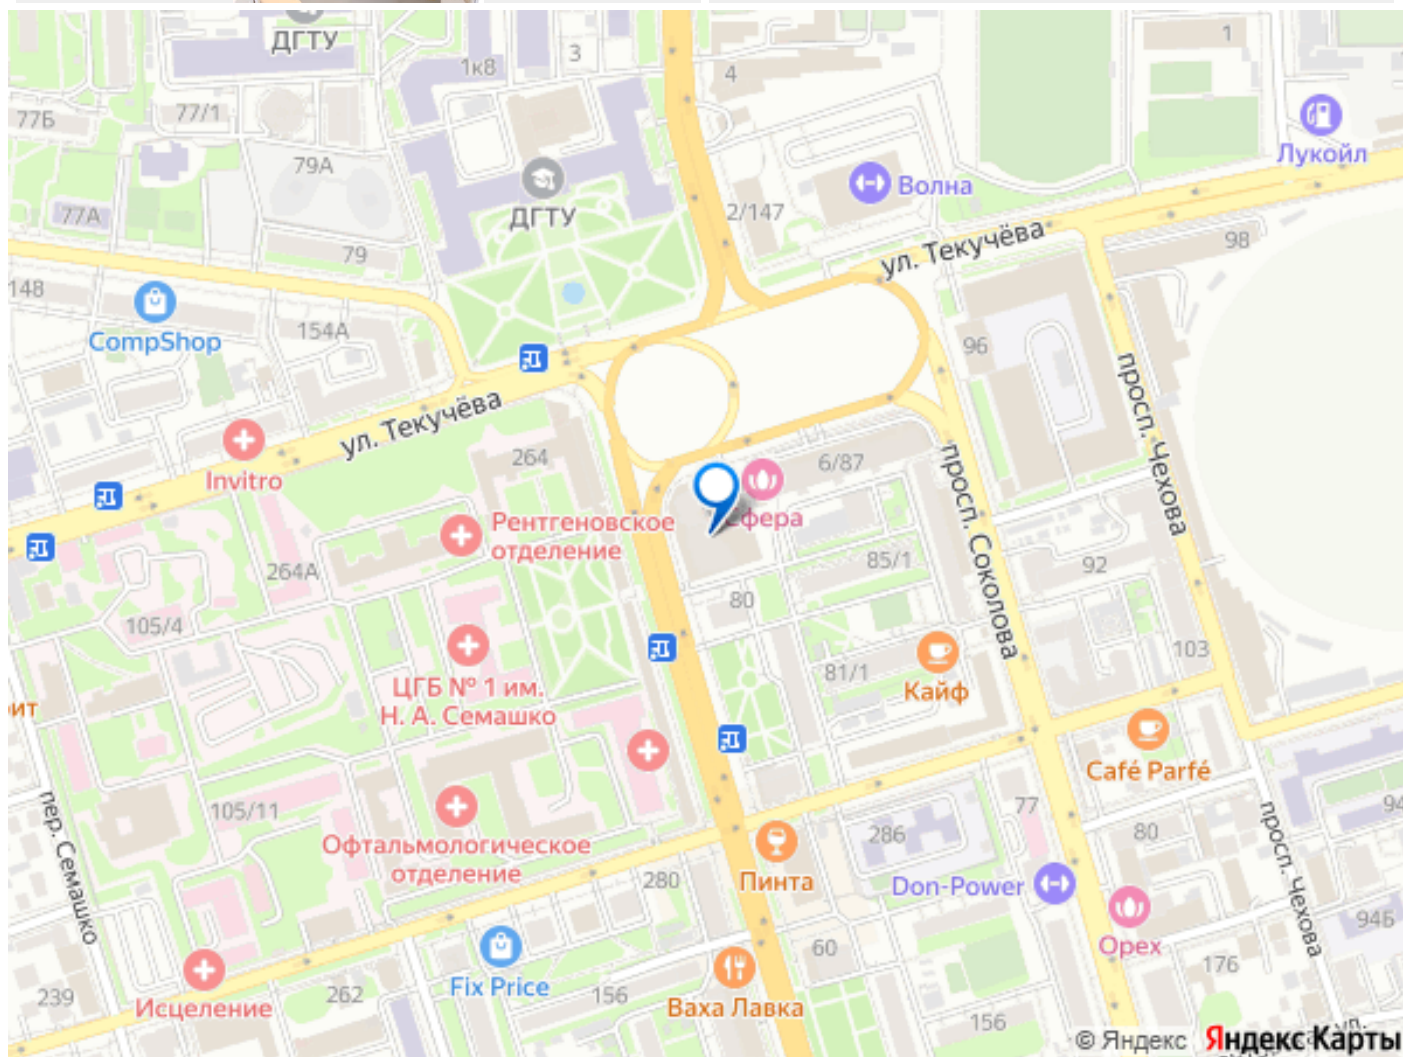 ДГТУ
3
1к8
4
1
77Б
77/1
79А
Лукойл
ДГТУ
Волна
77А
2/147
79
ул. Текучёва
98
148
CompShop
154А
96
просп. Чехова
ул. Текучёва
264
6/87
просп. Соколова
Invitro
Рентгеновское
отделение
Сфера
264А
85/1
92
80
105/4
103
ЦГБ № 1 им.
Н. А. Семашко
81/1
Кайф
ит
Café Parfé
пер. Семашко
105/11
77
286
80
94
просп. Чехова
Офтальмологическое
отделение
280
Пинта
Don-Power
Орех
94Б
60
176
Fix Price
Исцеление
239
262
156
Ваха Лавка
156
ул.
© Яндекс Яндекс Карты